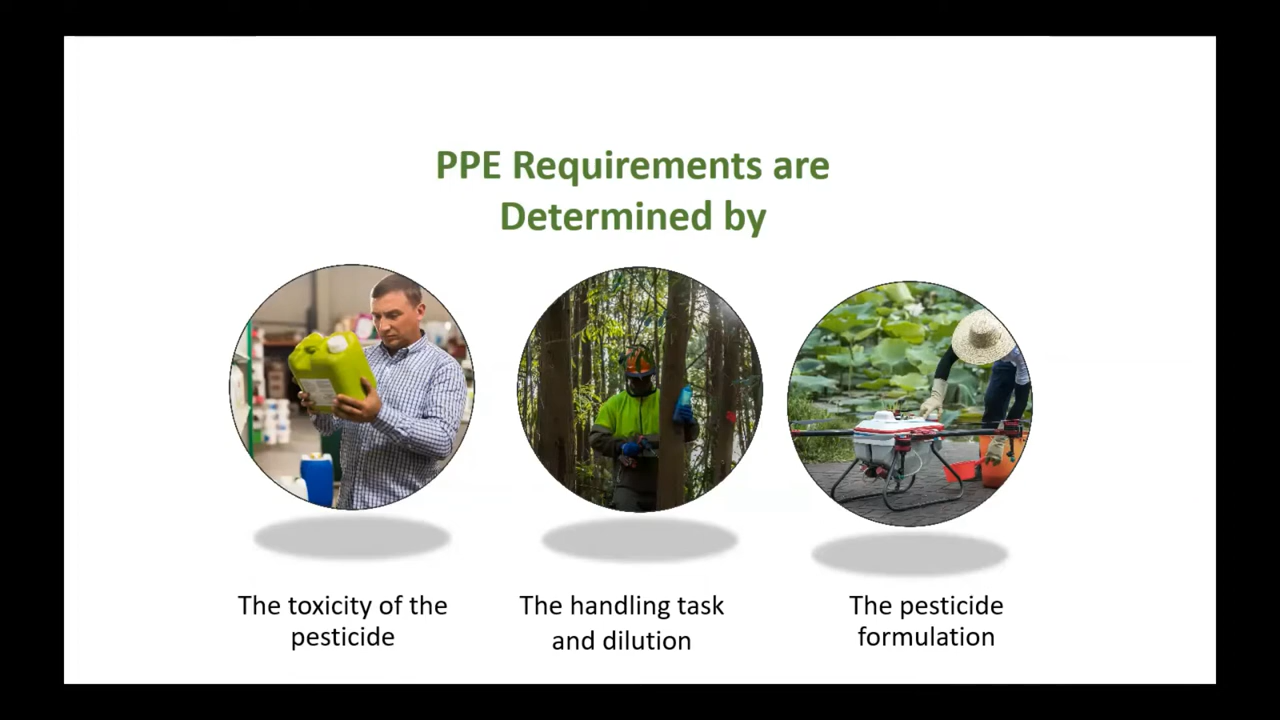 PPE Requirements are
Determined by
The toxicity of the
pesticide
The handling task
and dilution
The pesticide
formulation